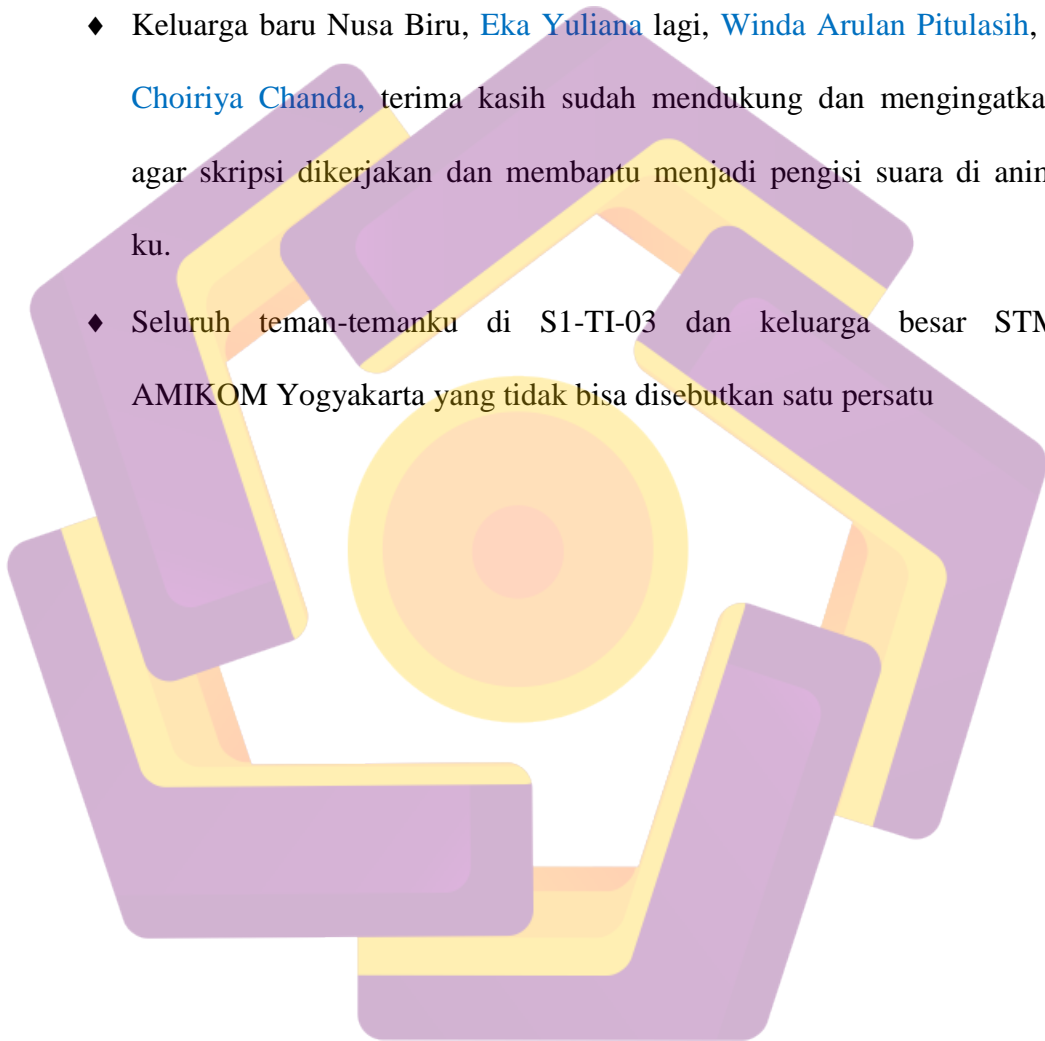 ♦ Keluarga baru Nusa Biru, Eka Yuliana lagi, Winda Arulan Pitulasih,
Choiriya Chanda, terima kasih sudah mendukung dan mengingatka
agar skripsi dikerjakan dan membantu menjadi pengisi suara di anim
ku.
♦ Seluruh teman-temanku di S1-TI-03 dan keluarga besar STM
AMIKOM Yogyakarta yang tidak bisa disebutkan satu persatu